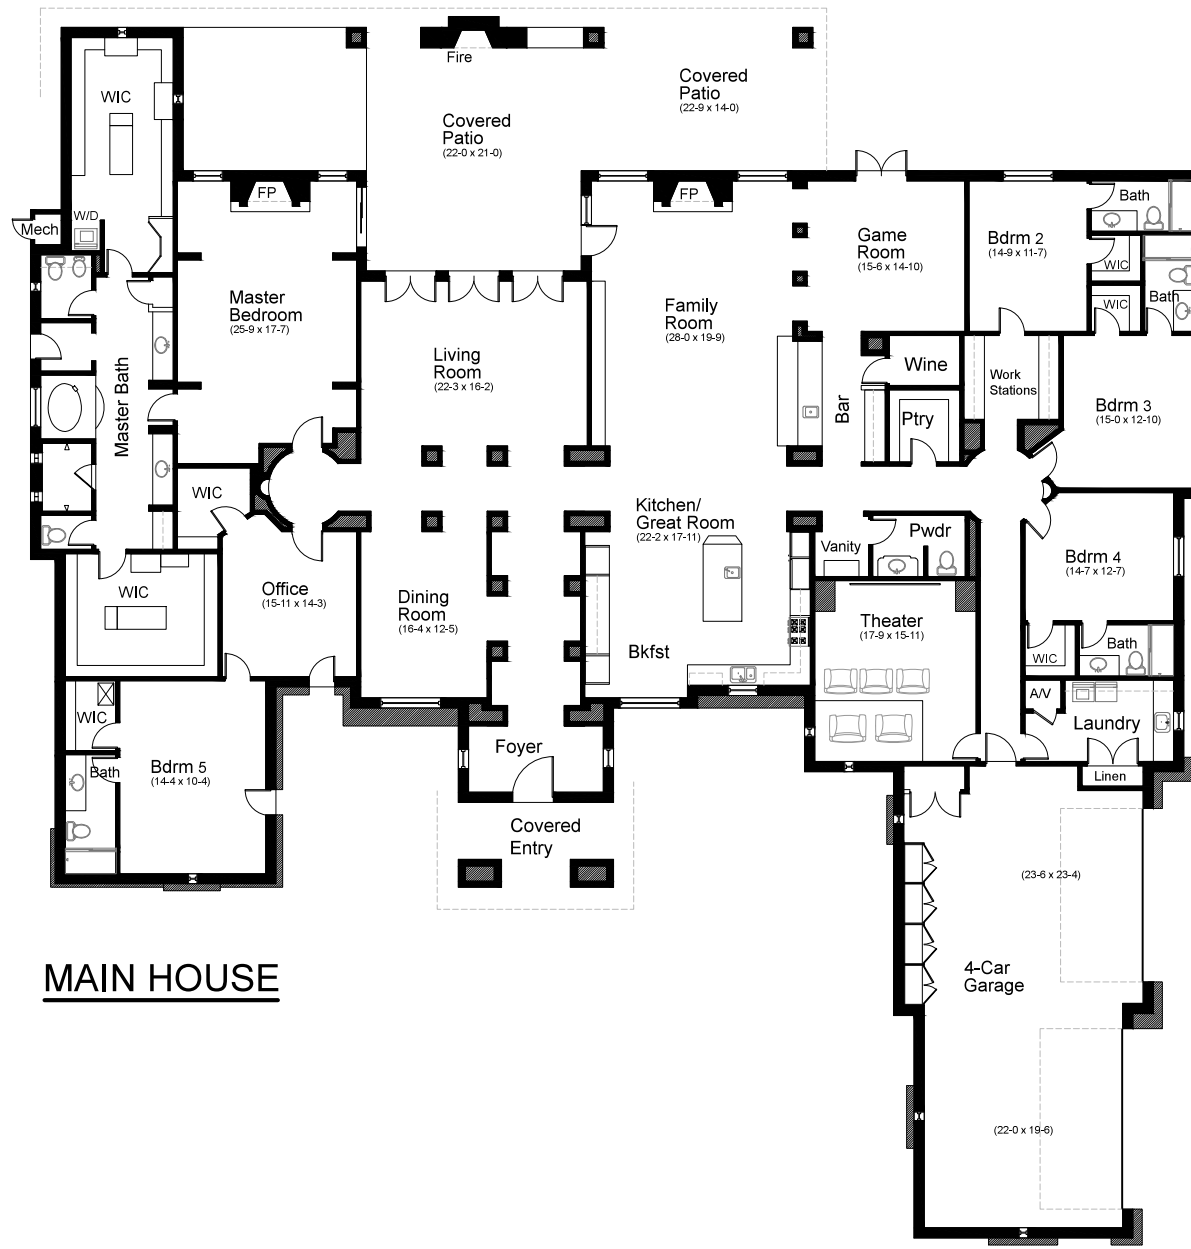 Fire
Covered
Patio
(22-9 x 14-0)
WIC
Covered
Patio
(22-0 x 21-0)
FP
FP
Bath
W/D
Mech
Game
Room
(15-6 x 14-10)
Bdrm 2
(14-9 x 11-7)
WIC
WIC
Bath
Master
Bedroom
(25-9 x 17-7)
Family
Room
(28-0 x 19-9)
Living
Room
(22-3 x 16-2)
Wine
Work
Stations
Master Bath
Bar
Ptry
Bdrm 3
(15-0 x 12-10)
WIC
Kitchen/
Great Room
(22-2 x 17-11)
Vanity
Pwdr
Bdrm 4
(14-7 x 12-7)
WIC
Office
(15-11 x 14-3)
Dining
Room
(16-4 x 12-5)
Theater
(17-9 x 15-11)
Bkfst
WIC
Bath
A/V
Laundry
WIC
Foyer
Bath
Bdrm 5
(14-4 x 10-4)
Linen
Covered
Entry
(23-6 x 23-4)
4-Car
Garage
MAIN HOUSE
(22-0 x 19-6)